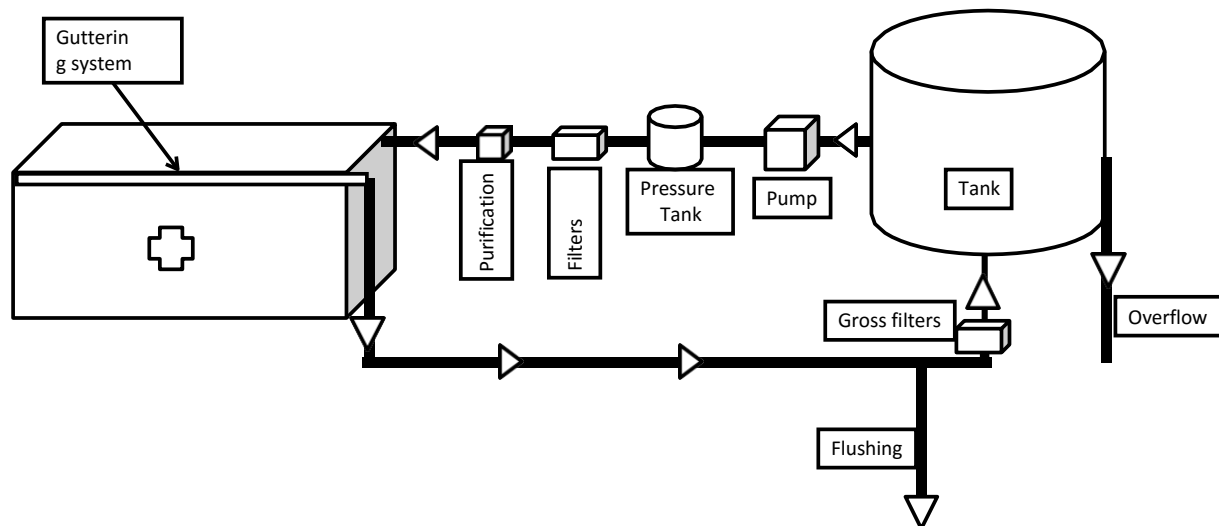 Gutterin
g system
Purification
Filters
Pressure
Tank
Pump
Tank
Gross filters
Overflow
Flushing